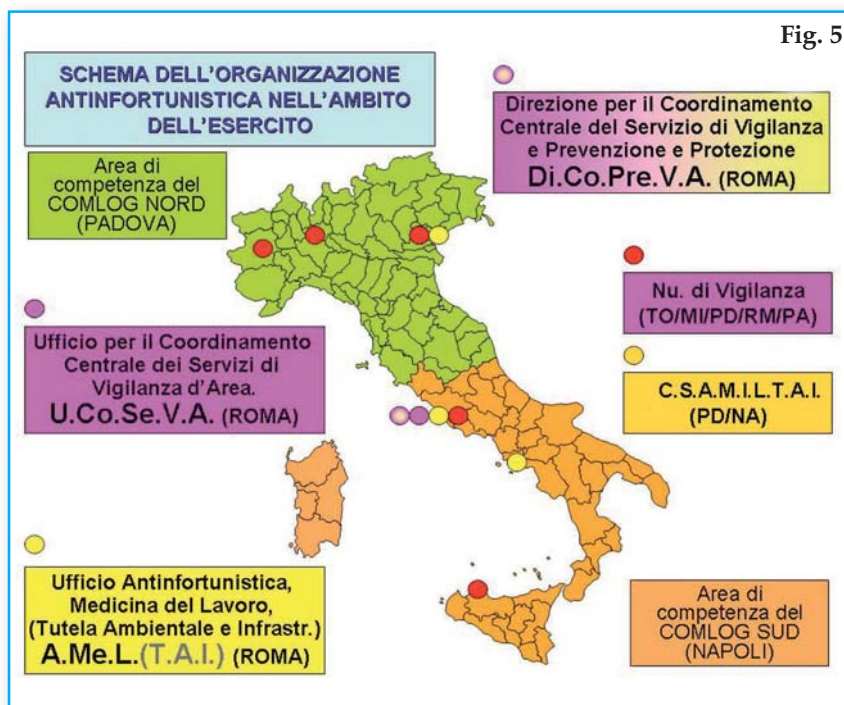 Fig. 5
SCHEMA DELL'ORGANIZZAZIONE
ANTINFORTUNISTICA NELL'AMBITO
DELL'ESERCITO
Direzione per il Coordinamento
Centrale del Servizio di Vigilanza
e Prevenzione e Protezione
Di.Co.Pre.V.A. (ROMA)
Area di
competenza del
COMLOG NORD
(PADOVA)
Nu. di Vigilanza
(TO/MI/PD/RM/PA)
Ufficio per il Coordinamento
Centrale dei Servizi di
Vigilanza d'Area.
U.Co.Se.V.A. (ROMA)
C.S.A.M.I.L.T.A.I.
(PD/NA)
Ufficio Antinfortunistica,
Medicina del Lavoro,
(Tutela Ambientale e Infrastr.)
A.Me.L.(T.A.I.) (ROMA)
Area di
competenza del
COMLOG SUD
(NAPOLI)